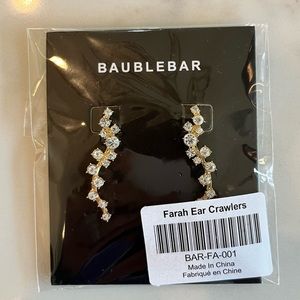 BAUBLEBAR
Farah Ear Crawlers
BAR-FA-001
Made In China
Fabriqué en Chine